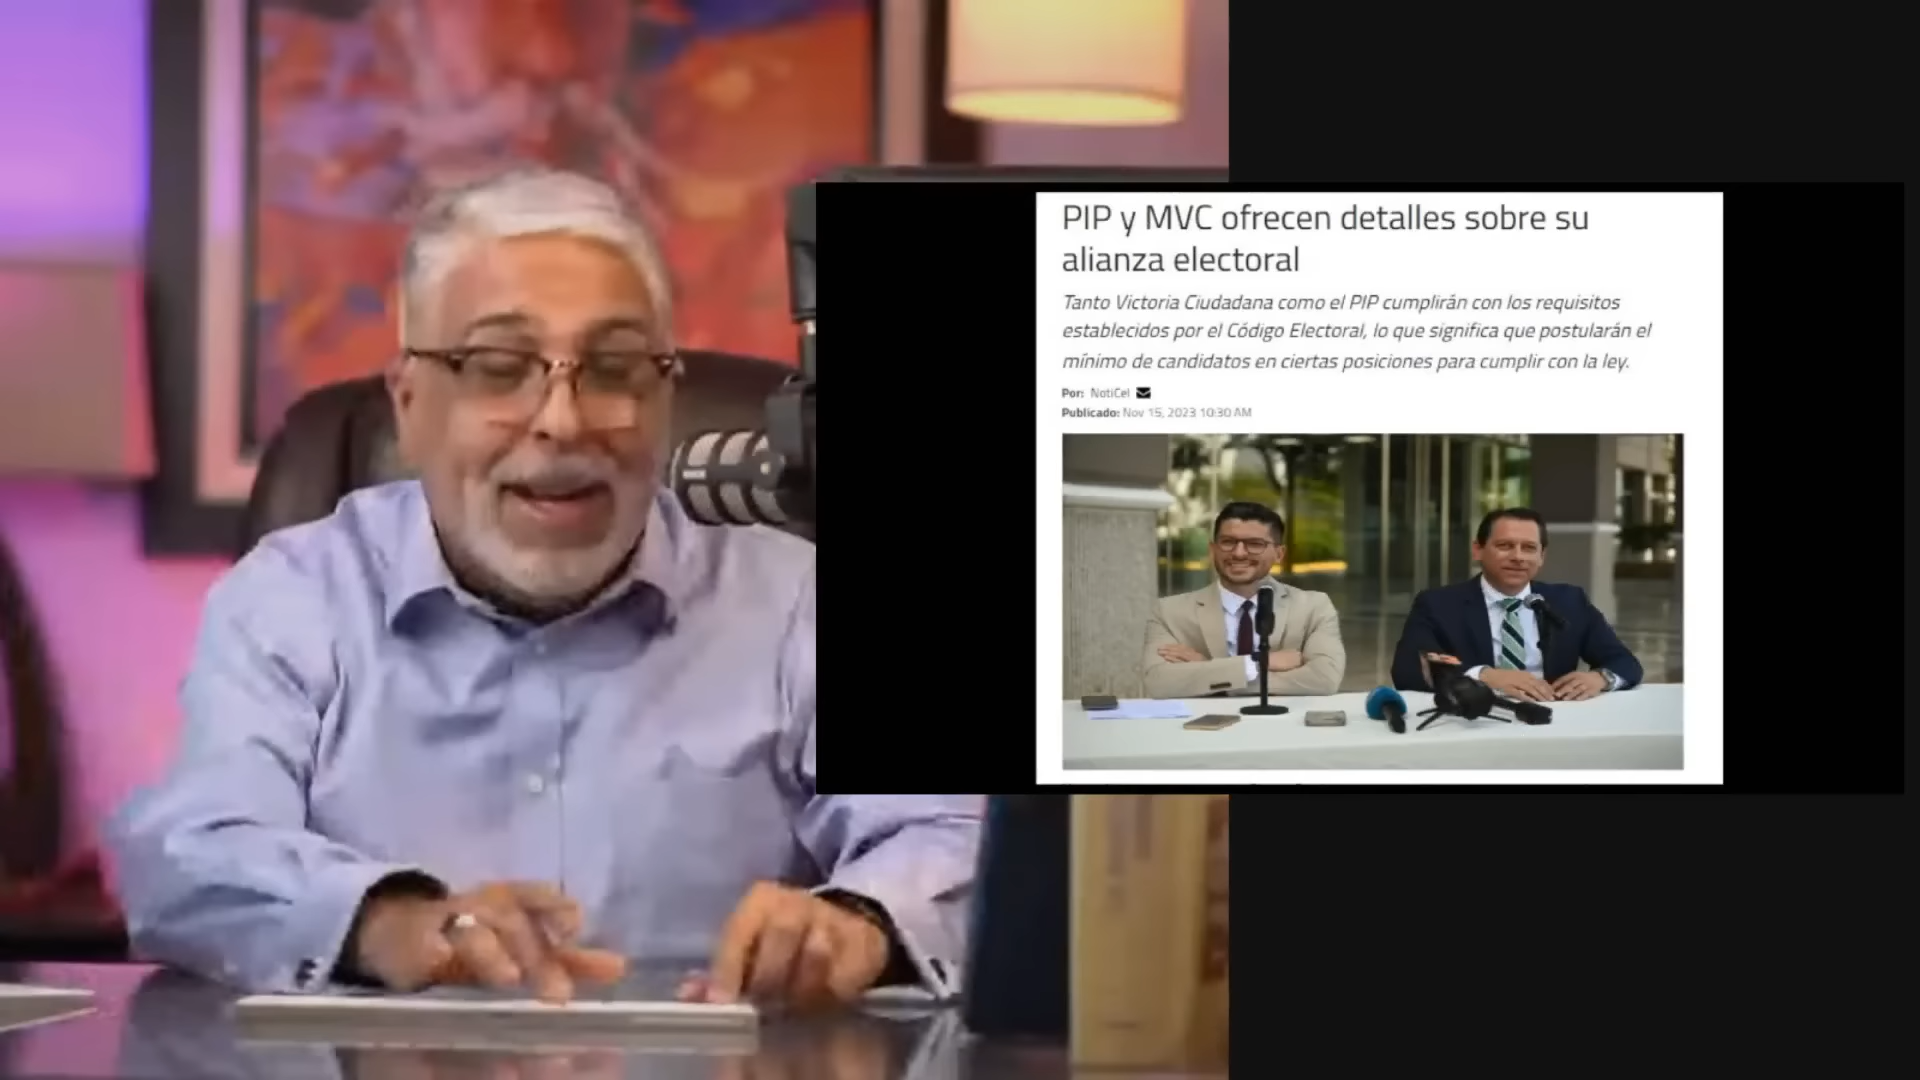 PIP y MVC ofrecen detalles sobre su
alianza electoral
Tanto Victoria Ciudadana como el PIP cumplirán con los requisitos
establecidos por el Código Electoral, lo que significa que postularán el
mínimo de candidatos en ciertas posiciones para cumplir con la ley.
Por: NotiCel
Publicado: Nov 15, 2023 10:30 AM